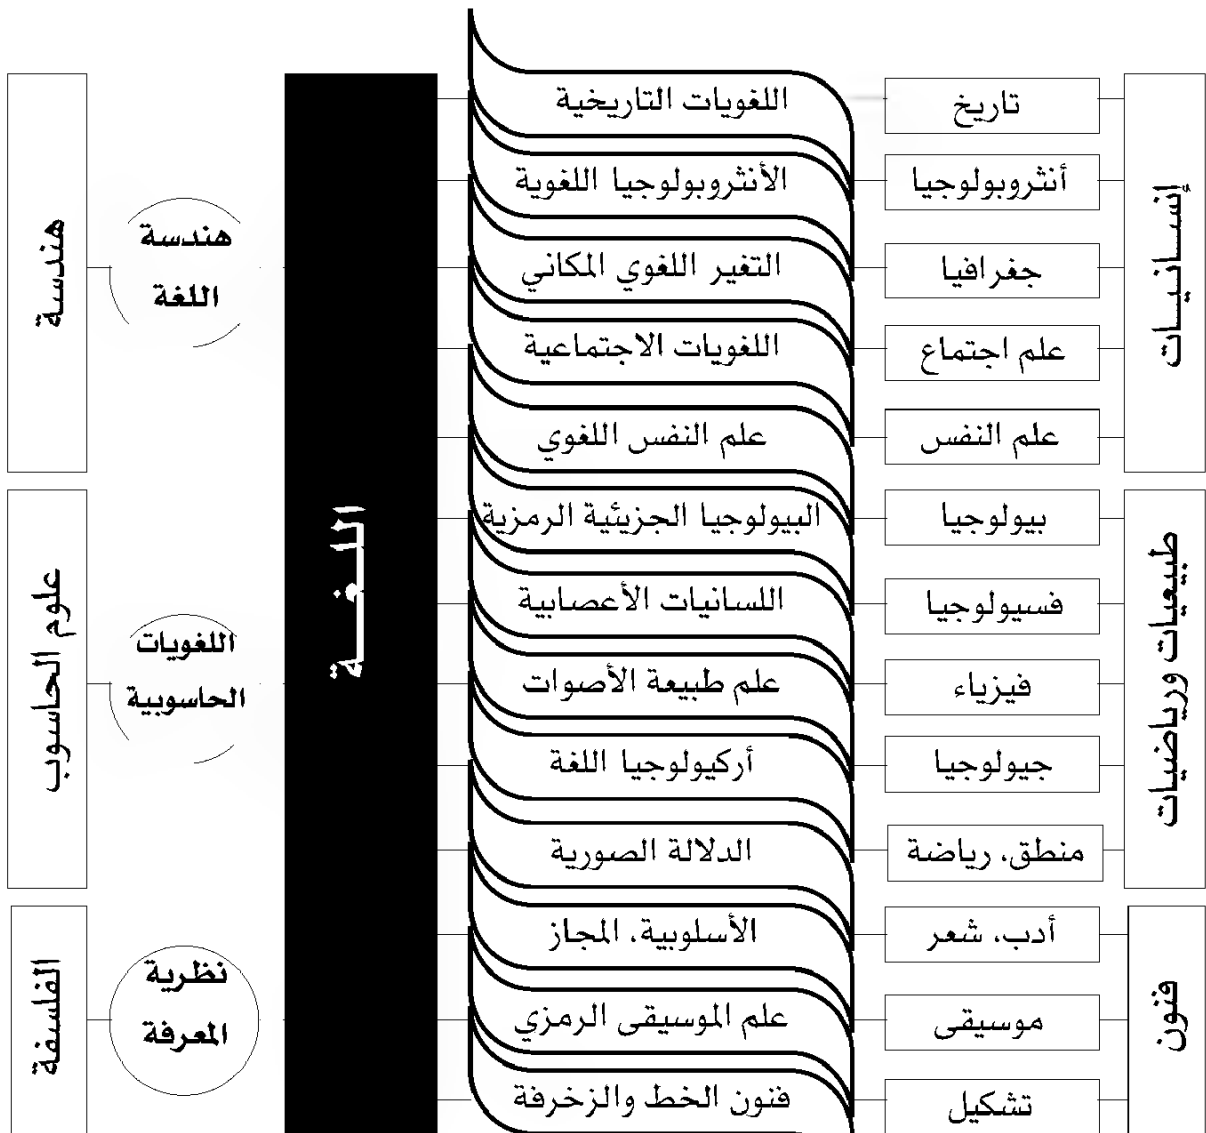 إنسانيات
تاريخ
اللغويات التاريخية
أنثروبولوجيا
الأنثروبولوجيا اللغوية
جغرافيا
التغير اللغوي المكاني
علم اجتماع
اللغويات الاجتماعية
علم النفس
علم النفس اللغوي
طبيعيات ورياضيات
بيولوجيا
البيولوجيا الجزيئية الرمزية
فسيولوجيا
اللسانيات الأعصابية
فيزياء
علم طبيعة الأصوات
جيولوجيا
أركيولوجيا اللغة
منطق، رياضة
الدلالة الصورية
فنون
أدب، شعر
الأسلوبية، المجاز
موسيقى
علم الموسيقى الرمزي
تشكيل
فنون الخط والزخرفة
اللغة
هندسة
اللغة
هندسة
اللغويات
الحاسوبية
علوم الحاسوب
نظرية
المعرفة
الفلسفة